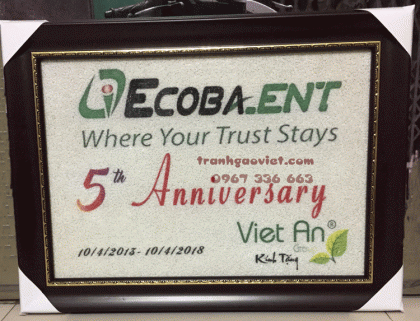 ECOBA.ENT
Where Your Trust Stays
tranhgaoviet.com
0967 336 663
5th Anniversary
Viet An®
Group
Kính Tặng
10/4/2013 - 10/4/2018